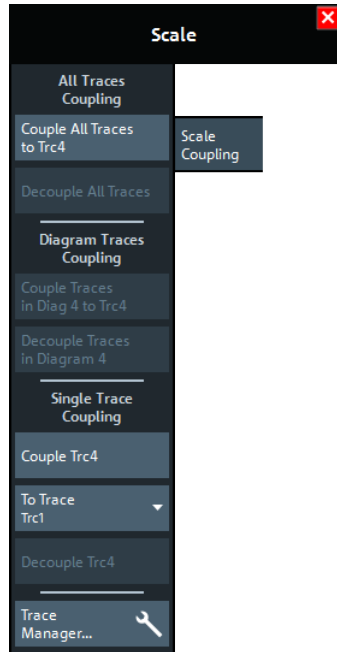 Scale
All Traces
Coupling
Couple All Traces
to Trc4
Scale
Coupling
Decouple All Traces
Diagram Traces
Coupling
Couple Traces
in Diag 4 to Trc4
Decouple Traces
in Diagram 4
Single Trace
Coupling
Couple Trc4
To Trace
Trc1
Decouple Trc4
Trace
Manager...